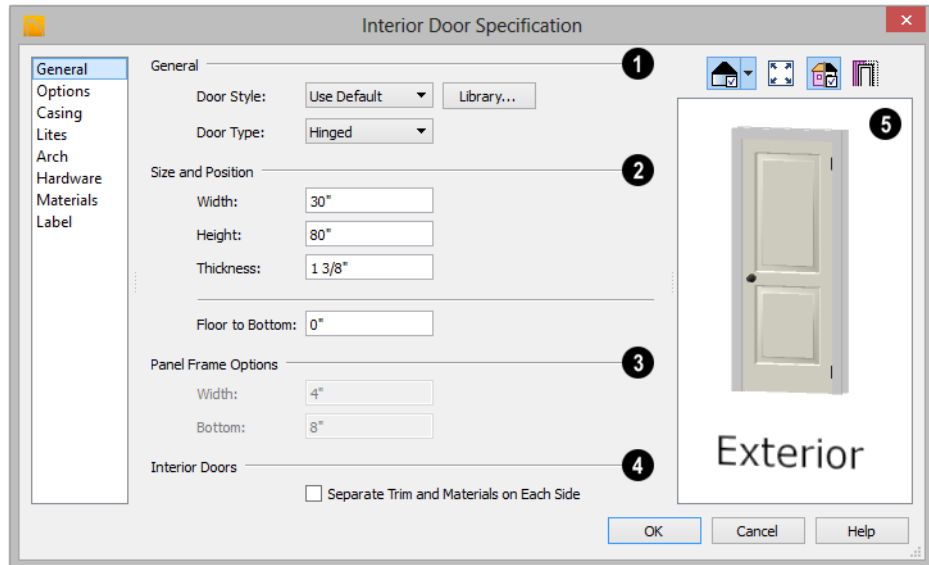 Interior Door Specification
General
Options
Casing
Lites
Arch
Hardware
Materials
Label
General 1
Door Style: Use Default Library...
Door Type: Hinged
Size and Position 2
Width: 30"
Height: 80"
Thickness: 1 3/8"
Floor to Bottom: 0"
Panel Frame Options 3
Width: 4"
Bottom: 8"
Interior Doors 4
Separate Trim and Materials on Each Side
5
Exterior
OK Cancel Help